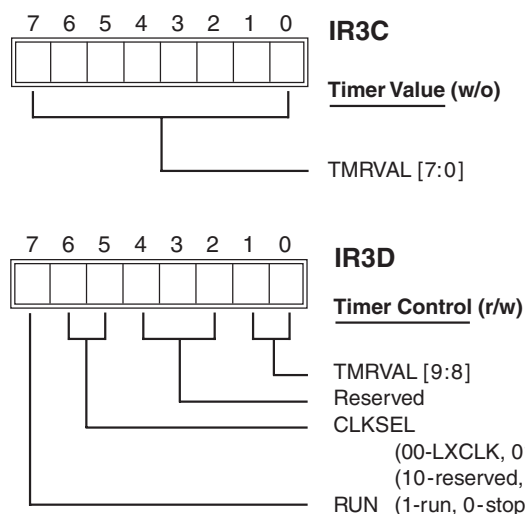 7 6 5 4 3 2 1 0
IR3C
Timer Value (w/o)
TMRVAL [7:0]
7 6 5 4 3 2 1 0
IR3D
Timer Control (r/w)
TMRVAL [9:8]
Reserved
CLKSEL
(00-LXCLK, 0
(10-reserved,
RUN (1-run, 0-stop